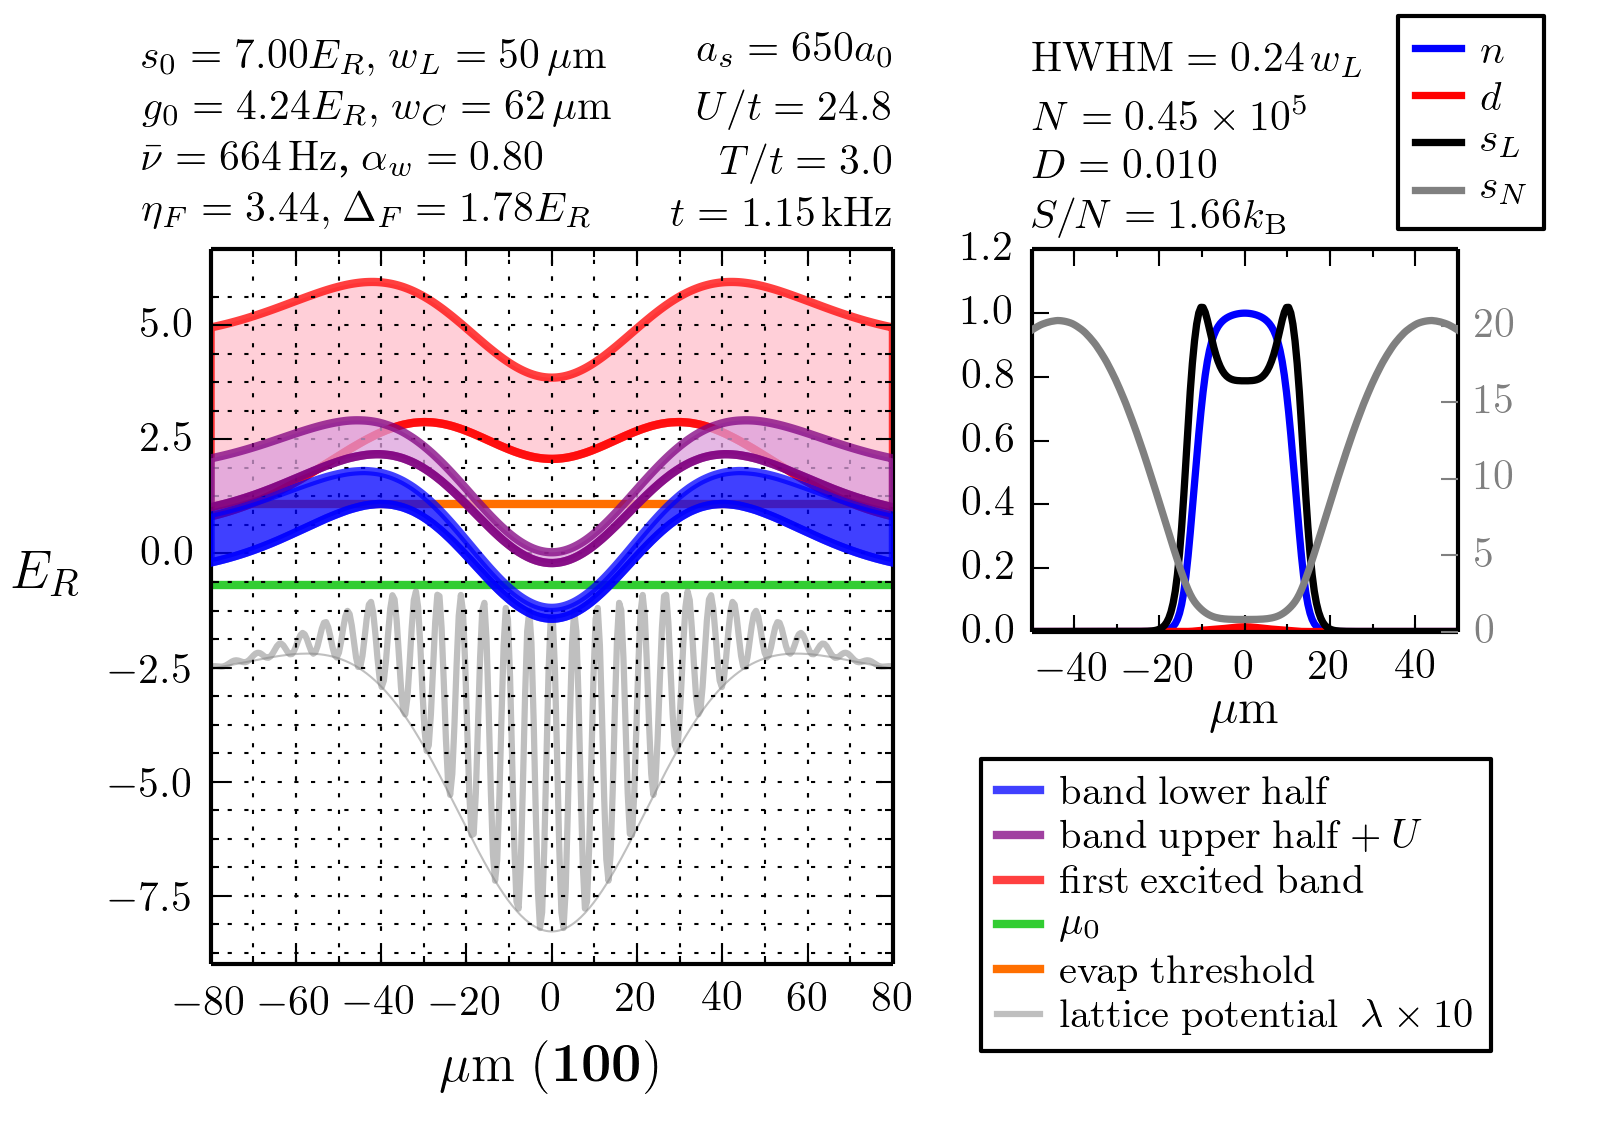 s₀ = 7.00E_R, w_L = 50 μm
g₀ = 4.24E_R, w_C = 62 μm
ν̄ = 664 Hz, α_w = 0.80
η_F = 3.44, Δ_F = 1.78E_R
a_s = 650a₀
U/t = 24.8
T/t = 3.0
t = 1.15 kHz
HWHM = 0.24 w_L
N = 0.45 × 10⁵
D = 0.010
S/N = 1.66k_B
n
d
s_L
s_N
E_R
5.0
2.5
0.0
−2.5
−5.0
−7.5
−80 −60 −40 −20 0 20 40 60 80
μm (100)
1.2
1.0
0.8
0.6
0.4
0.2
0.0
20
15
10
5
0
−40 −20 0 20 40
μm
band lower half
band upper half + U
first excited band
μ₀
evap threshold
lattice potential λ × 10